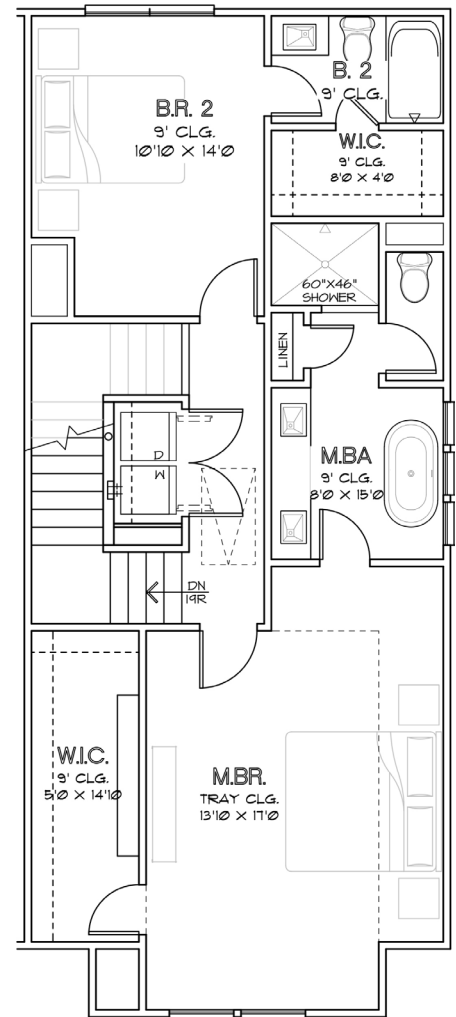 B. 2
9' CLG.
B.R. 2
9' CLG.
10'10 X 14'0
W.I.C.
9' CLG.
8'0 X 4'0
60"X46"
SHOWER
LINEN
D
W
M.BA
9' CLG.
8'0 X 15'0
DN
19R
W.I.C.
9' CLG.
5'0 X 14'10
M.BR.
TRAY CLG.
13'10 X 17'0